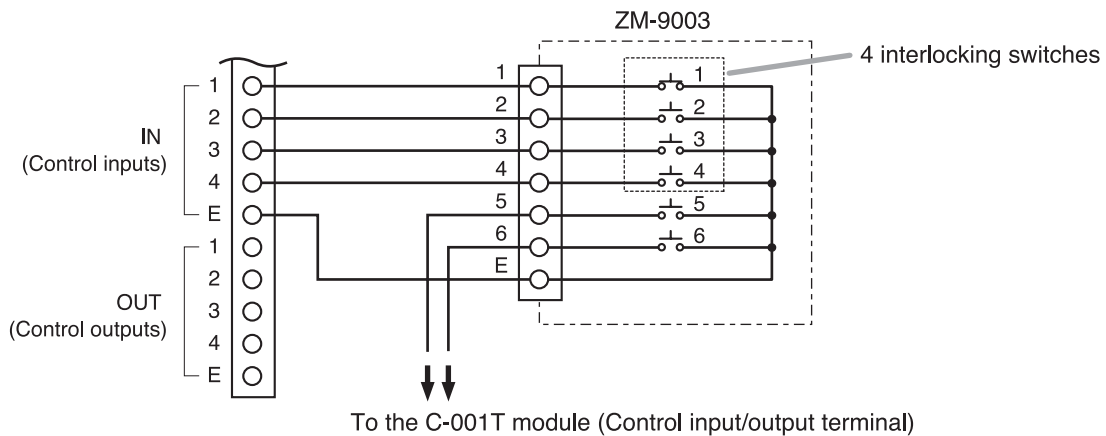 ZM-9003
4 interlocking switches
IN
(Control inputs)
1
2
3
4
E
OUT
(Control outputs)
1
2
3
4
E
1
2
3
4
5
6
E
1
2
3
4
5
6
To the C-001T module (Control input/output terminal)